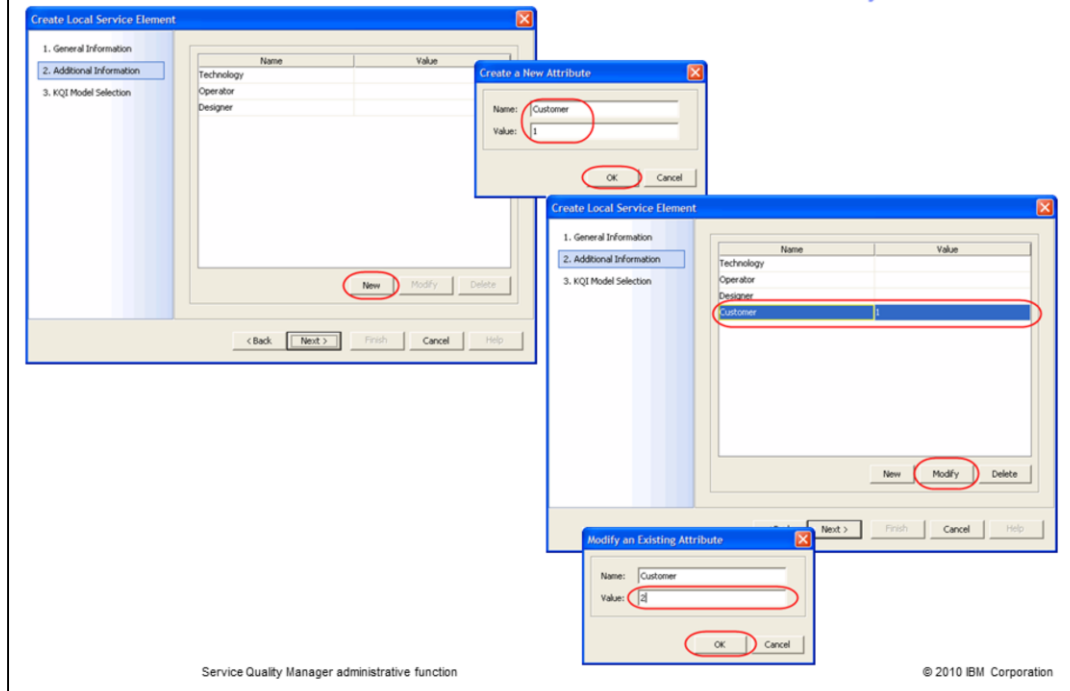 Create Local Service Element
1. General Information
2. Additional Information
3. KQI Model Selection
Name Value
Technology
Operator
Designer
New Modify Delete
< Back Next > Finish Cancel Help
Create a New Attribute
Name: Customer
Value: 1
OK Cancel
Create Local Service Element
1. General Information
2. Additional Information
3. KQI Model Selection
Name Value
Technology
Operator
Designer
Customer 1
New Modify Delete
Next > Finish Cancel Help
Modify an Existing Attribute
Name: Customer
Value: 2
OK Cancel
Service Quality Manager administrative function © 2010 IBM Corporation